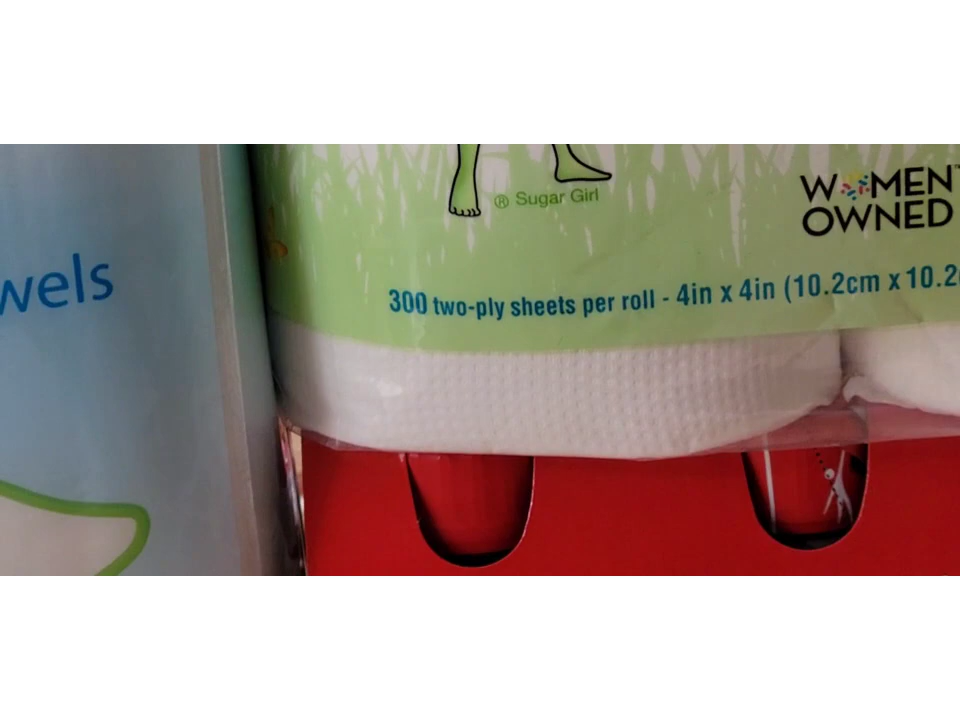 wels
® Sugar Girl
WOMEN
OWNED
300 two-ply sheets per roll - 4in x 4in (10.2cm x 10.2